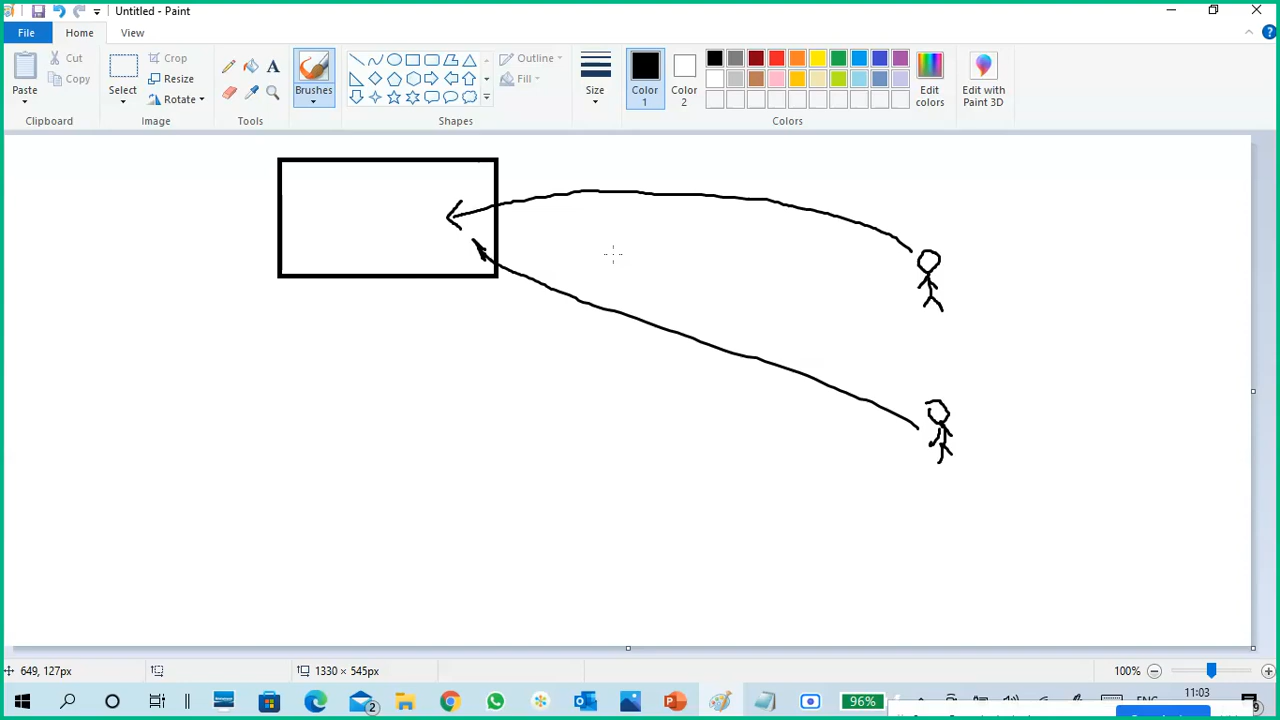 Untitled - Paint
File Home View
Paste
Cut
Copy
Clipboard
Select
Crop
Resize
Rotate
Image
A
Tools
Brushes
Outline
Fill
Shapes
Size
Color 1
Color 2
Edit colors
Edit with Paint 3D
Colors
649, 127px
1330 × 545px
100%
2
96%
ENG
11:03